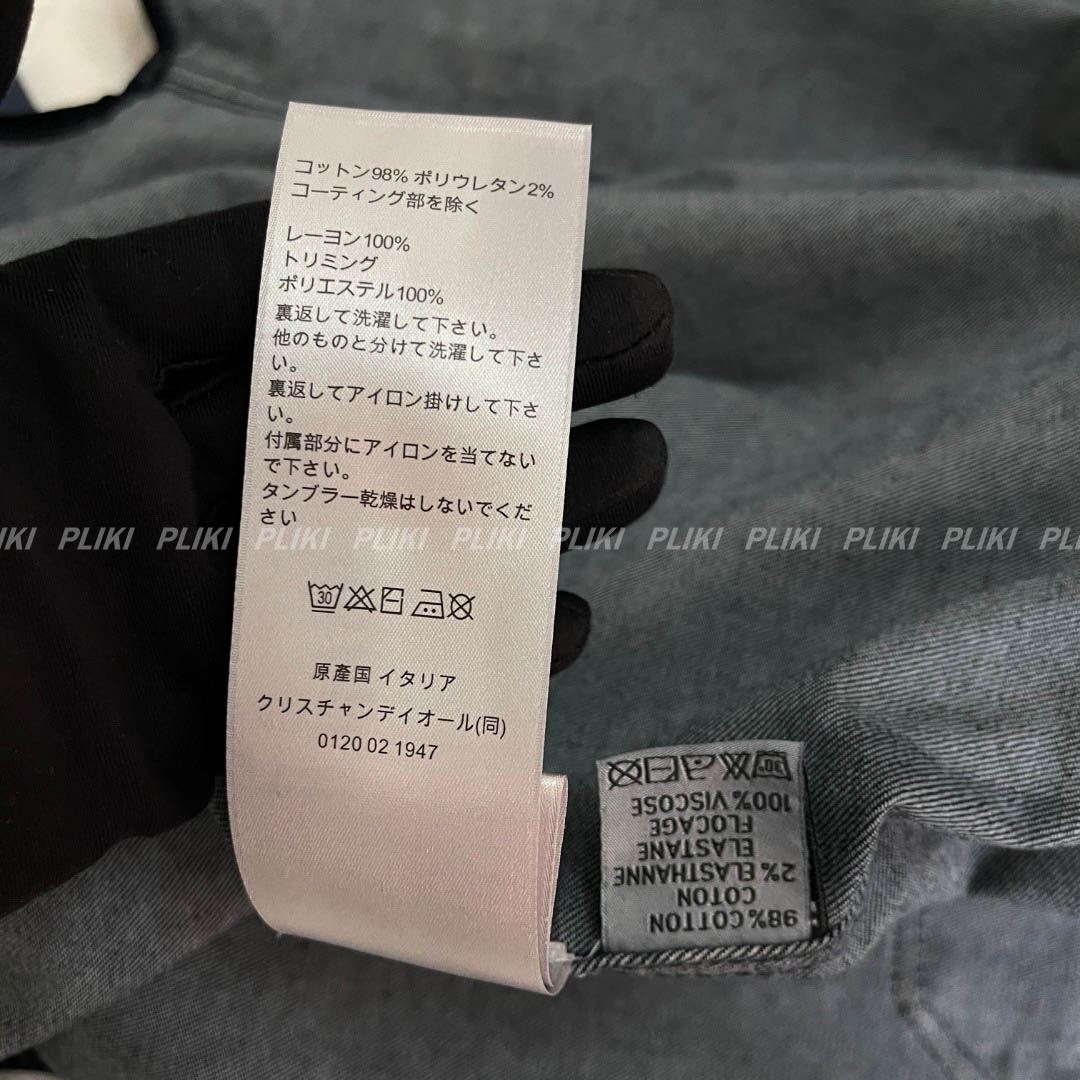 コットン98% ポリウレタン2%
コーティング部を除く
レーヨン100%
トリミング
ポリエステル100%
裏返して洗濯して下さい。
他のものと分けて洗濯して下さ
い。
裏返してアイロン掛けして下さ
い。
付属部分にアイロンを当てない
で下さい。
タンブラー乾燥はしないでくだ
さい
IKI PLIKI PLIKI PLIKI PLIKI PLIKI PLIKI PLIKI PLIKI PLIKI PLIKI PLI
30
原產国 イタリア
クリスチャンデイオール(同)
0120 02 1947
98% COTTON
COTON
2% ELASTHANNE
ELASTANE
FLOCAGE
100% VISCOSE
30°